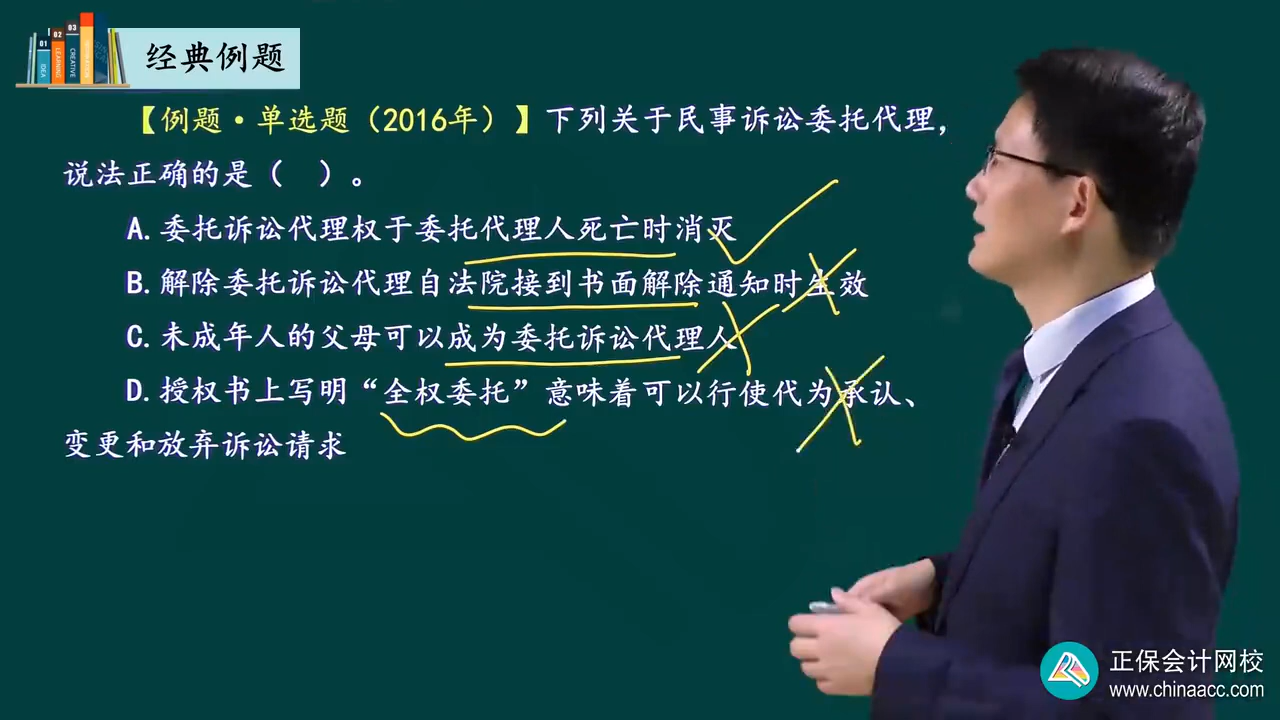 01
02
03
IDEA
LEARNING
CREATIVE
经典例题
【例题·单选题（2016年）】下列关于民事诉讼委托代理，
说法正确的是（ ）。
A. 委托诉讼代理权于委托代理人死亡时消灭
B. 解除委托诉讼代理自法院接到书面解除通知时生效
C. 未成年人的父母可以成为委托诉讼代理人
D. 授权书上写明“全权委托”意味着可以行使代为承认、
变更和放弃诉讼请求
正保会计网校
www.chinaacc.com